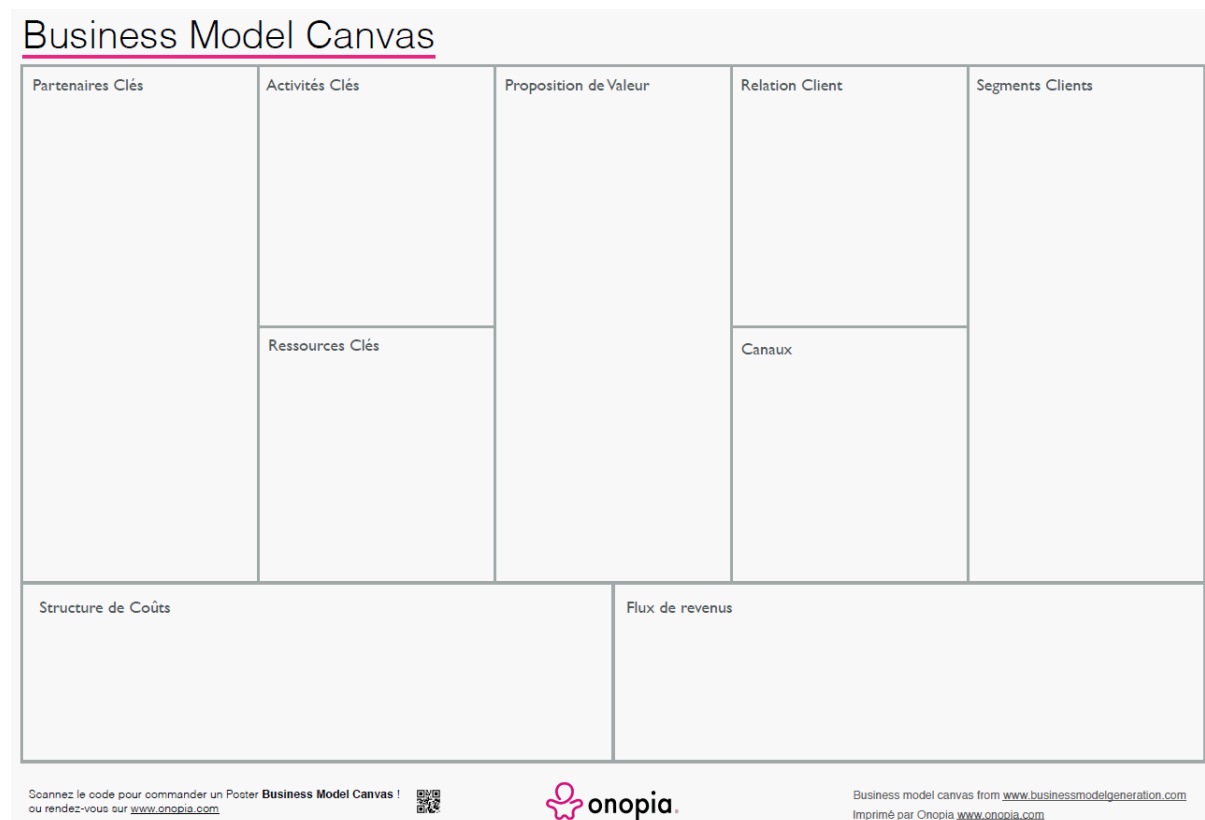 Business Model Canvas
Partenaires Clés
Activités Clés
Proposition de Valeur
Relation Client
Segments Clients
Ressources Clés
Canaux
Structure de Coûts
Flux de revenus
Scannez le code pour commander un Poster Business Model Canvas !
ou rendez-vous sur www.onopia.com
onopia.
Business model canvas from www.businessmodelgeneration.com
Imprimé par Onopia www.onopia.com